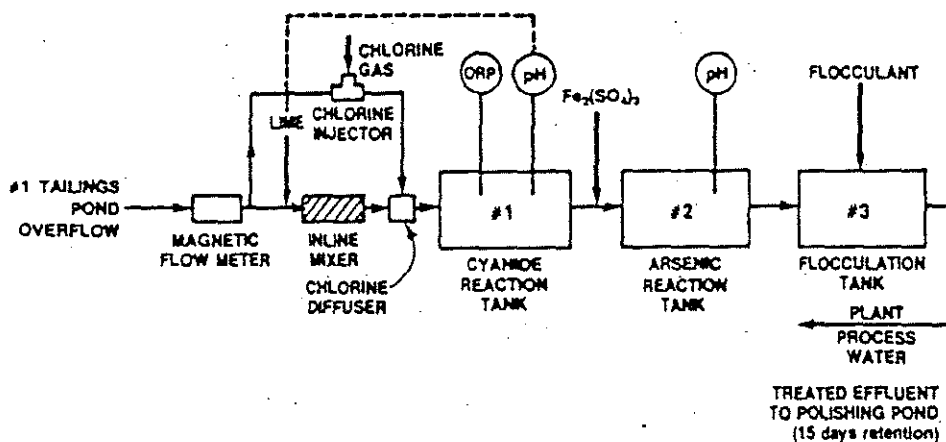 CHLORINE
GAS
LIME
CHLORINE
INJECTOR
ORP
pH
Fe₂(SO₄)₃
pH
FLOCCULANT
#1 TAILINGS
POND
OVERFLOW
MAGNETIC
FLOW METER
INLINE
MIXER
CHLORINE
DIFFUSER
#1
CYANIDE
REACTION
TANK
#2
ARSENIC
REACTION
TANK
#3
FLOCCULATION
TANK
PLANT
PROCESS
WATER
TREATED EFFLUENT
TO POLISHING POND
(15 days retention)